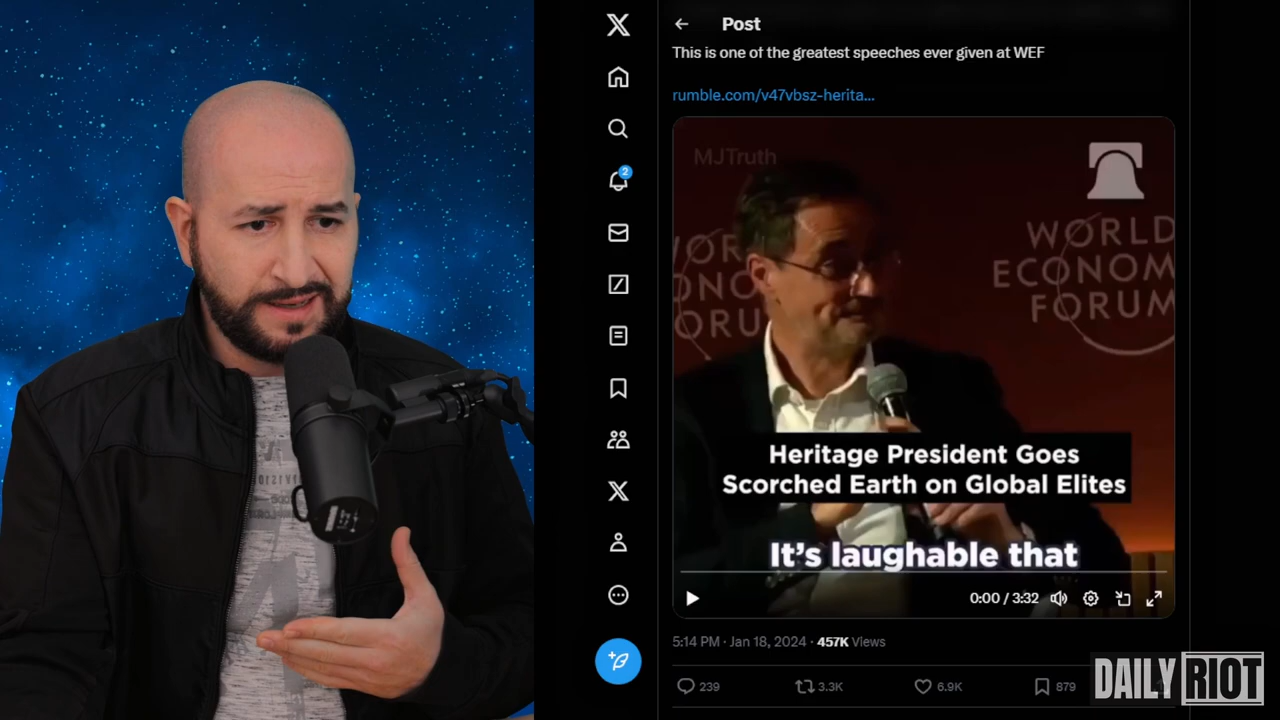 Post
This is one of the greatest speeches ever given at WEF
rumble.com/v47vbsz-herita...
MJTruth
WORLD
ECONOM
FORUM
Heritage President Goes
Scorched Earth on Global Elites
It's laughable that
0:00 / 3:32
5:14 PM · Jan 18, 2024 · 457K Views
239 3.3K 6.9K 879
2
DAILY RIOT